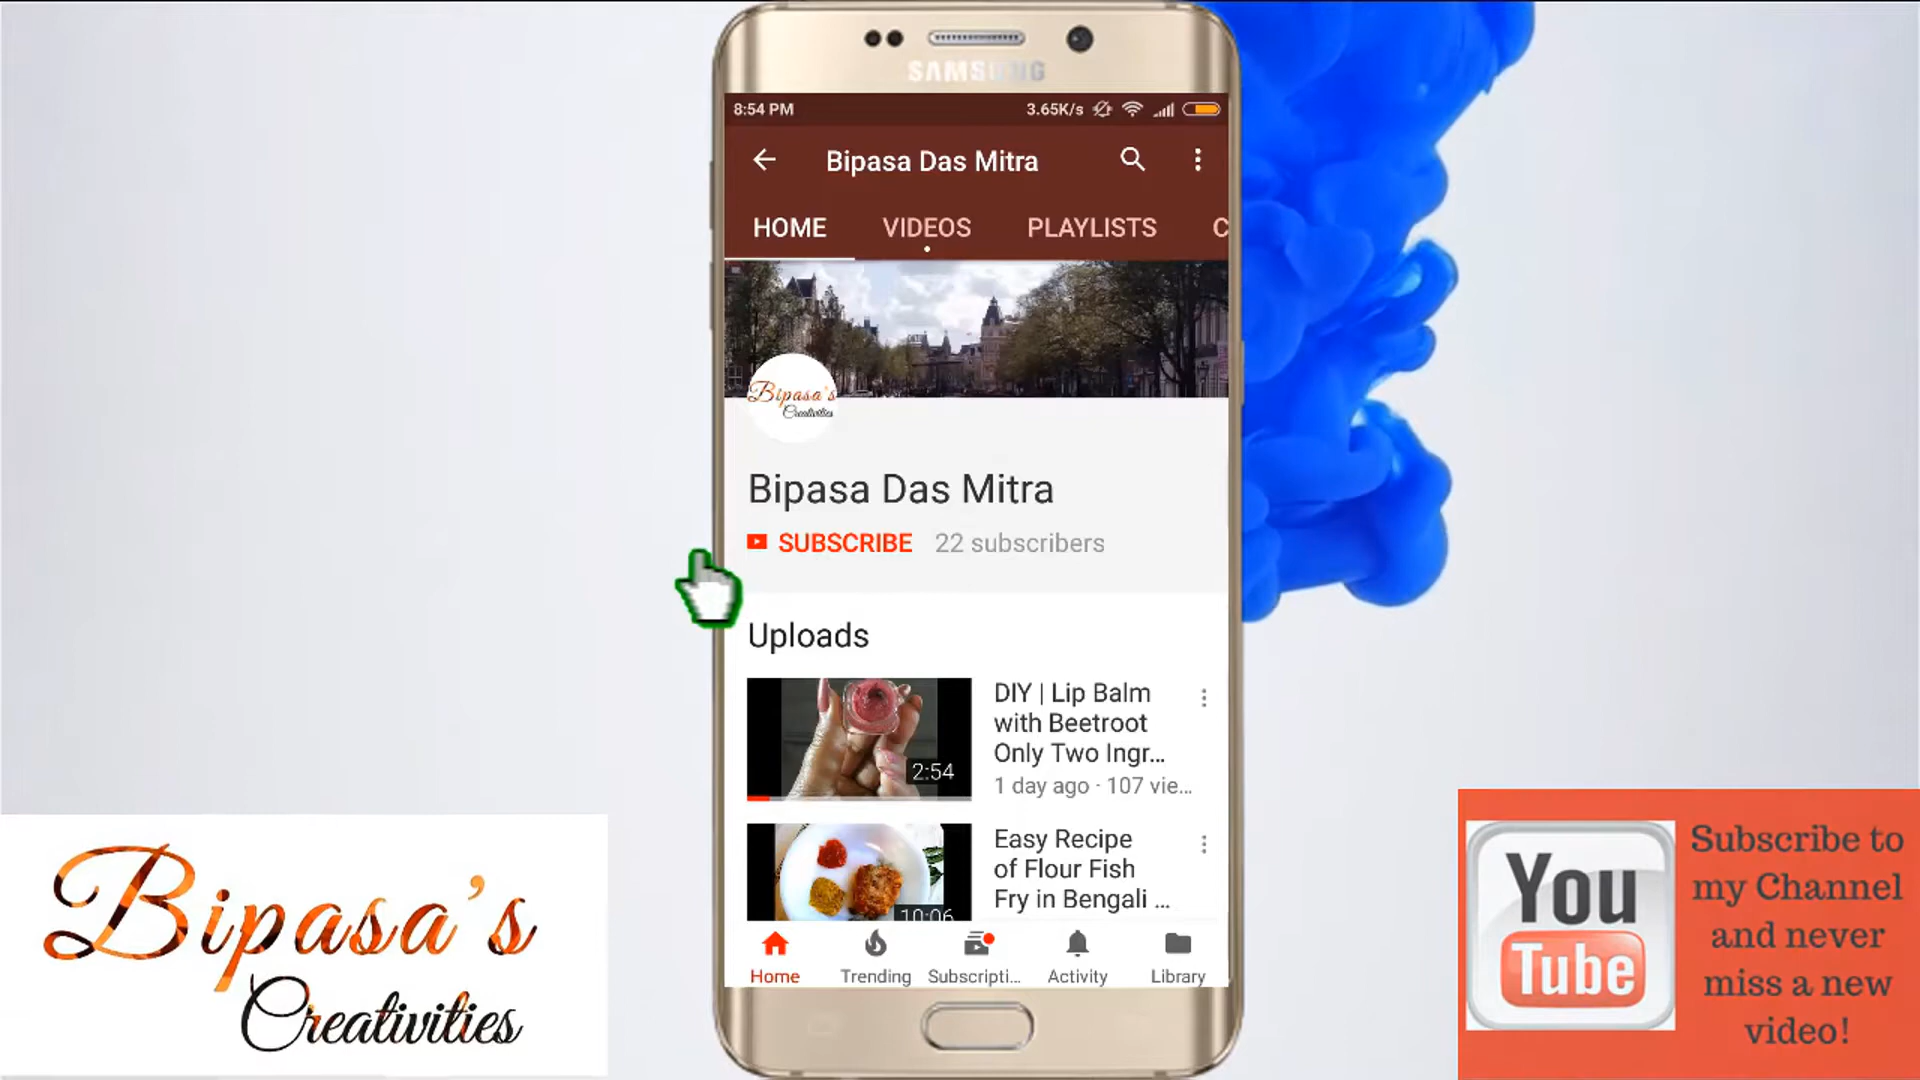 SAMSUNG
8:54 PM 3.65K/s
Bipasa Das Mitra
HOME VIDEOS PLAYLISTS C
Bipasa's
Creativities
Bipasa Das Mitra
SUBSCRIBE 22 subscribers
Uploads
DIY | Lip Balm
with Beetroot
Only Two Ingr...
1 day ago · 107 vie...
2:54
Easy Recipe
of Flour Fish
Fry in Bengali ...
10:06
Home Trending Subscripti... Activity Library
Bipasa's
Creativities
You
Tube
Subscribe to
my Channel
and never
miss a new
video!